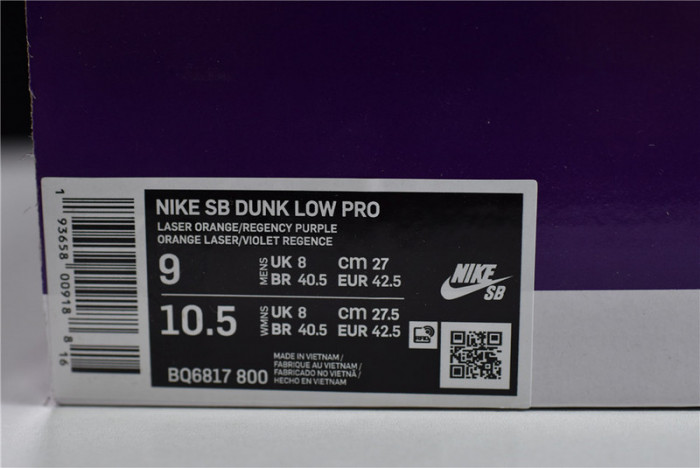 1 93658 00918 8 16
NIKE SB DUNK LOW PRO
LASER ORANGE/REGENCY PURPLE
ORANGE LASER/VIOLET REGENCE
9 MENS UK 8 cm 27
BR 40.5 EUR 42.5
10.5 WMNS UK 8 cm 27.5
BR 40.5 EUR 42.5
BQ6817 800
MADE IN VIETNAM /
FABRIQUE AU VIETNAM /
FABRICADO NO VIETNÃ /
HECHO EN VIETNAM
NIKE
SB